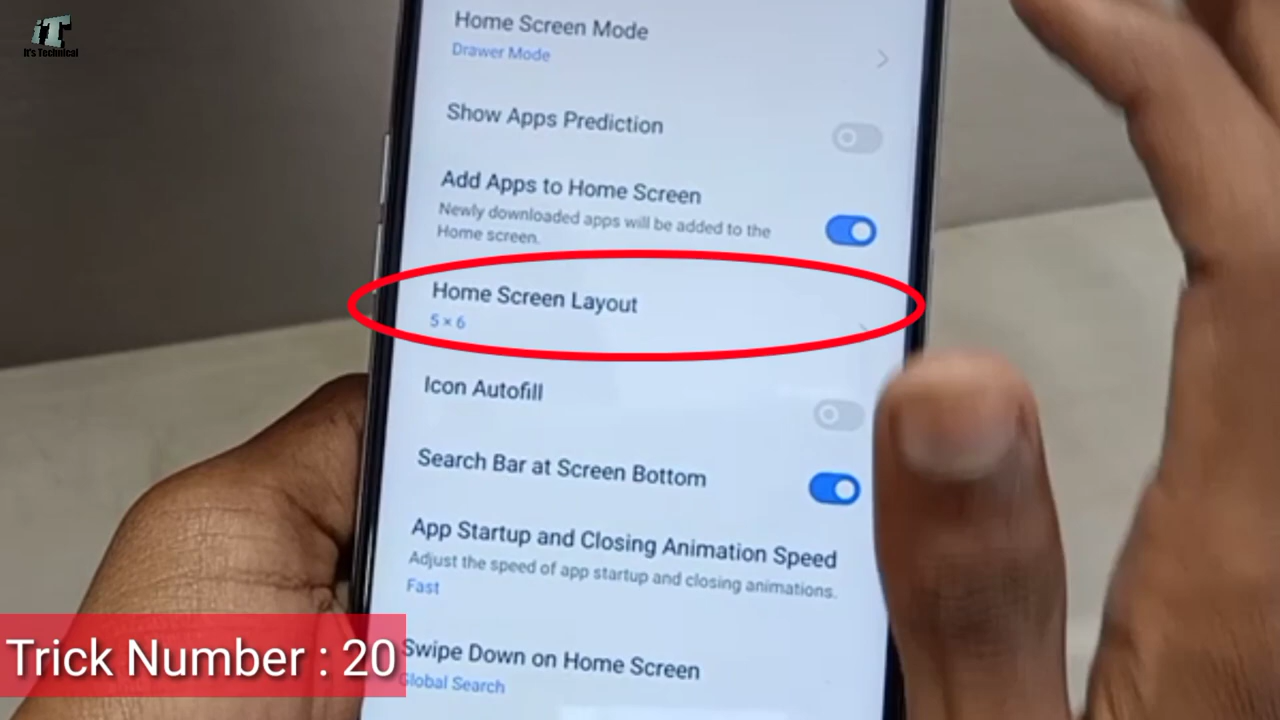 iT
It's Technical
Home Screen Mode
Drawer Mode
Show Apps Prediction
Add Apps to Home Screen
Newly downloaded apps will be added to the
Home screen.
Home Screen Layout
5 × 6
Icon Autofill
Search Bar at Screen Bottom
App Startup and Closing Animation Speed
Adjust the speed of app startup and closing animations.
Fast
Swipe Down on Home Screen
Global Search
Trick Number : 20